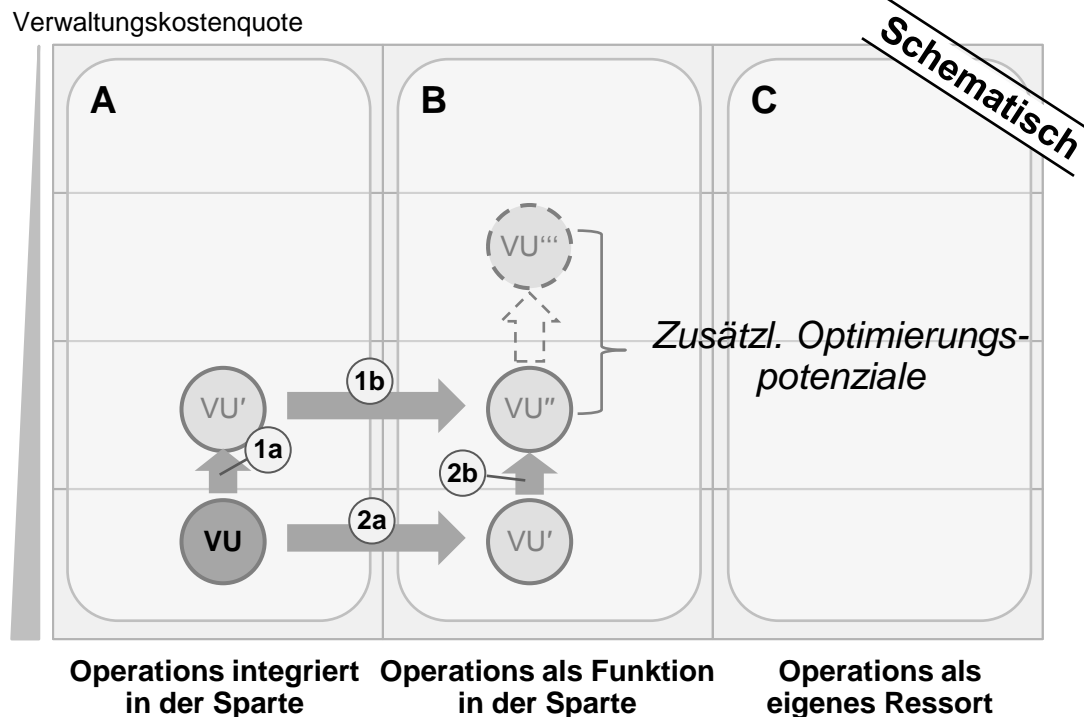 Verwaltungskostenquote
Schematisch
A
B
C
VU‘‘‘
Zusätzl. Optimierungs-
potenziale
1b
VU′
VU″
1a
2b
2a
VU
VU′
Operations integriert
in der Sparte
Operations als Funktion
in der Sparte
Operations als
eigenes Ressort